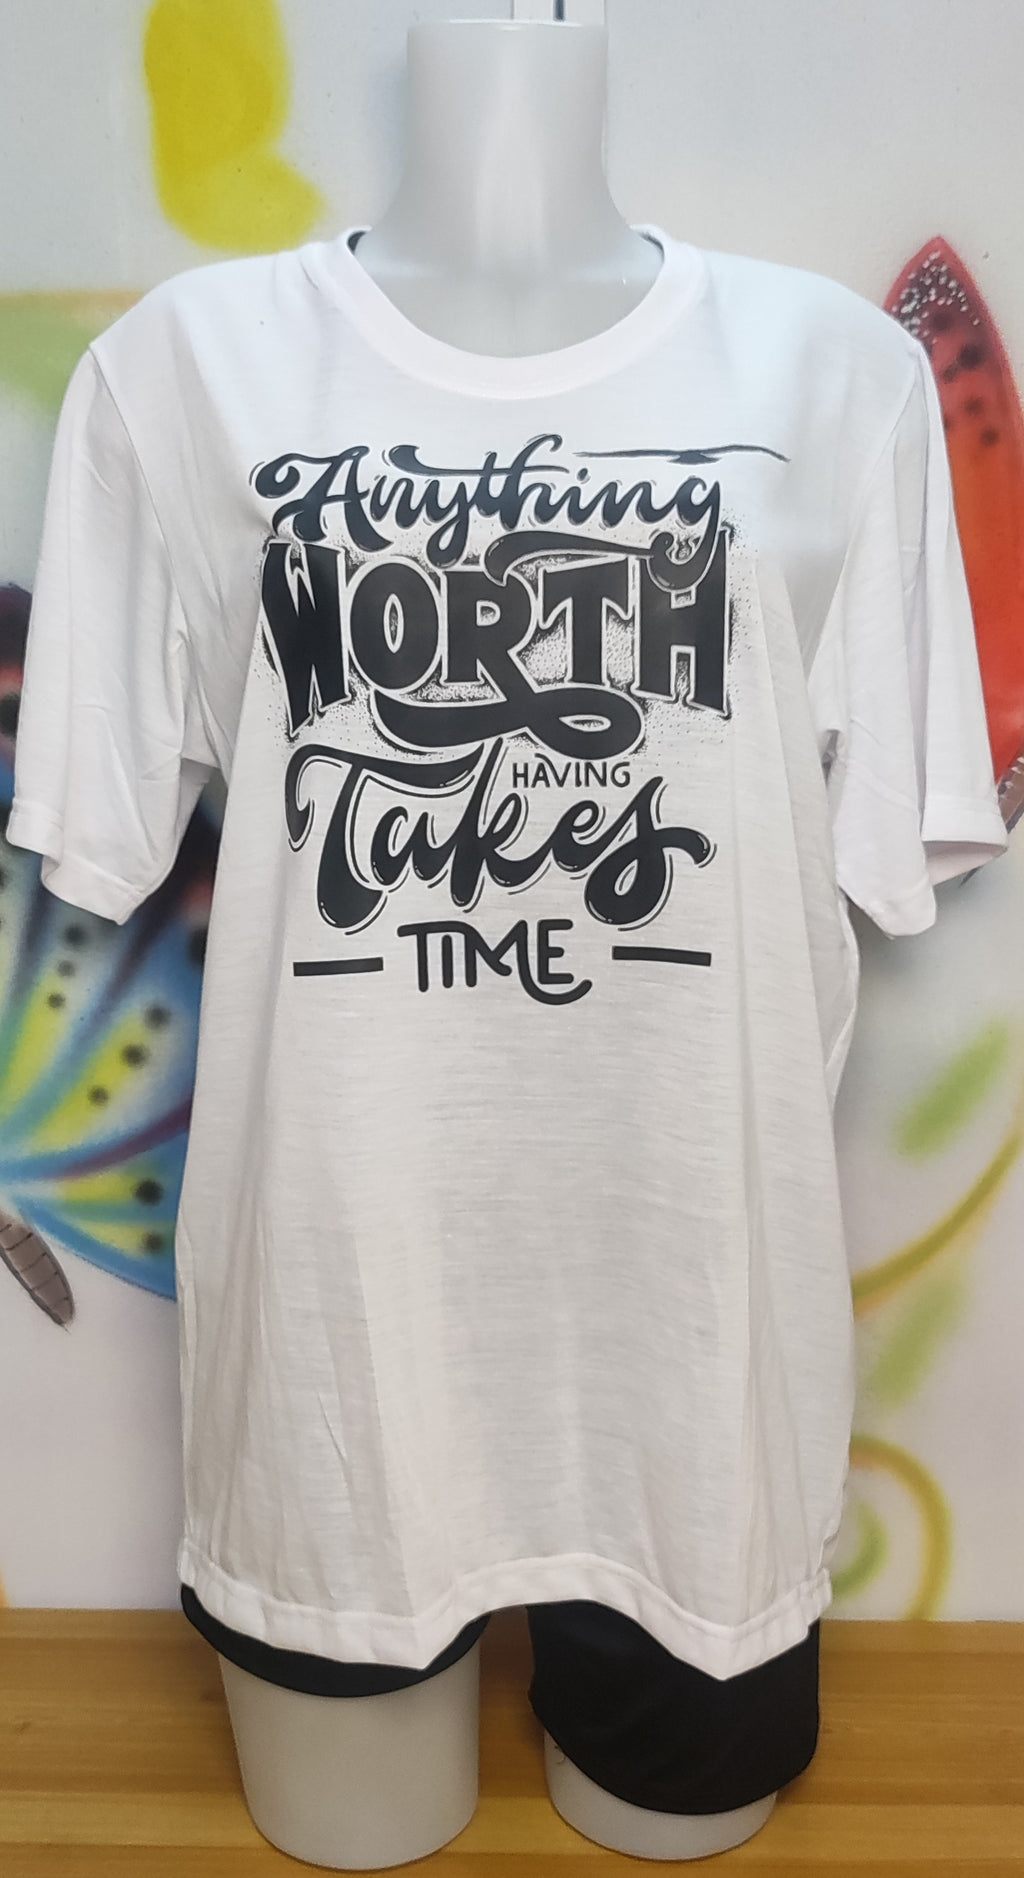 Anything
WORTH
HAVING
Takes
— TIME —